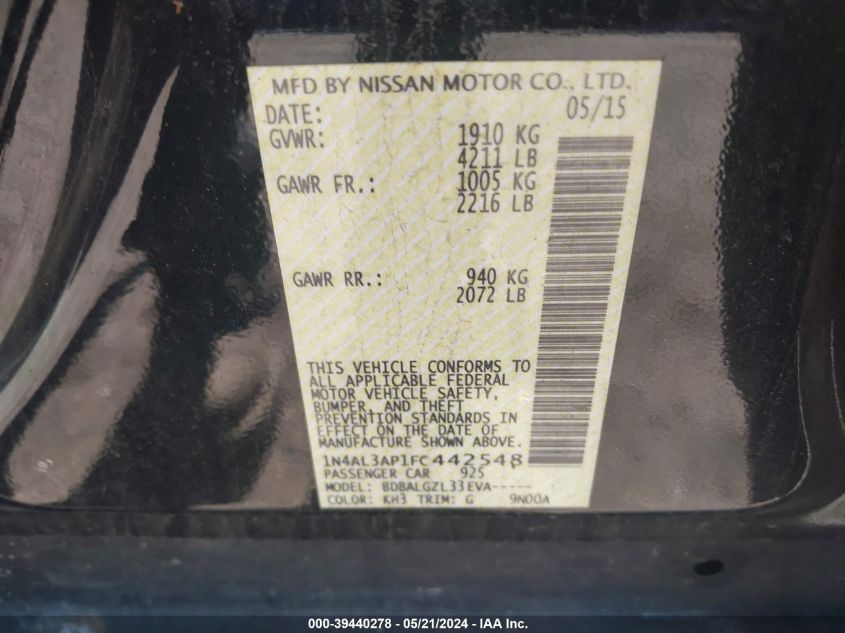 MFD BY NISSAN MOTOR CO., LTD.
DATE: 05/15
GVWR: 1910 KG
4211 LB
GAWR FR.: 1005 KG
2216 LB
GAWR RR.: 940 KG
2072 LB
THIS VEHICLE CONFORMS TO
ALL APPLICABLE FEDERAL
MOTOR VEHICLE SAFETY,
BUMPER, AND THEFT
PREVENTION STANDARDS IN
EFFECT ON THE DATE OF
MANUFACTURE SHOWN ABOVE.
1N4AL3AP1FC442548
PASSENGER CAR 925
MODEL: BDBALGZL33EVA-----
COLOR: KH3 TRIM: G 9N00A
000-39440278 - 05/21/2024 - IAA Inc.